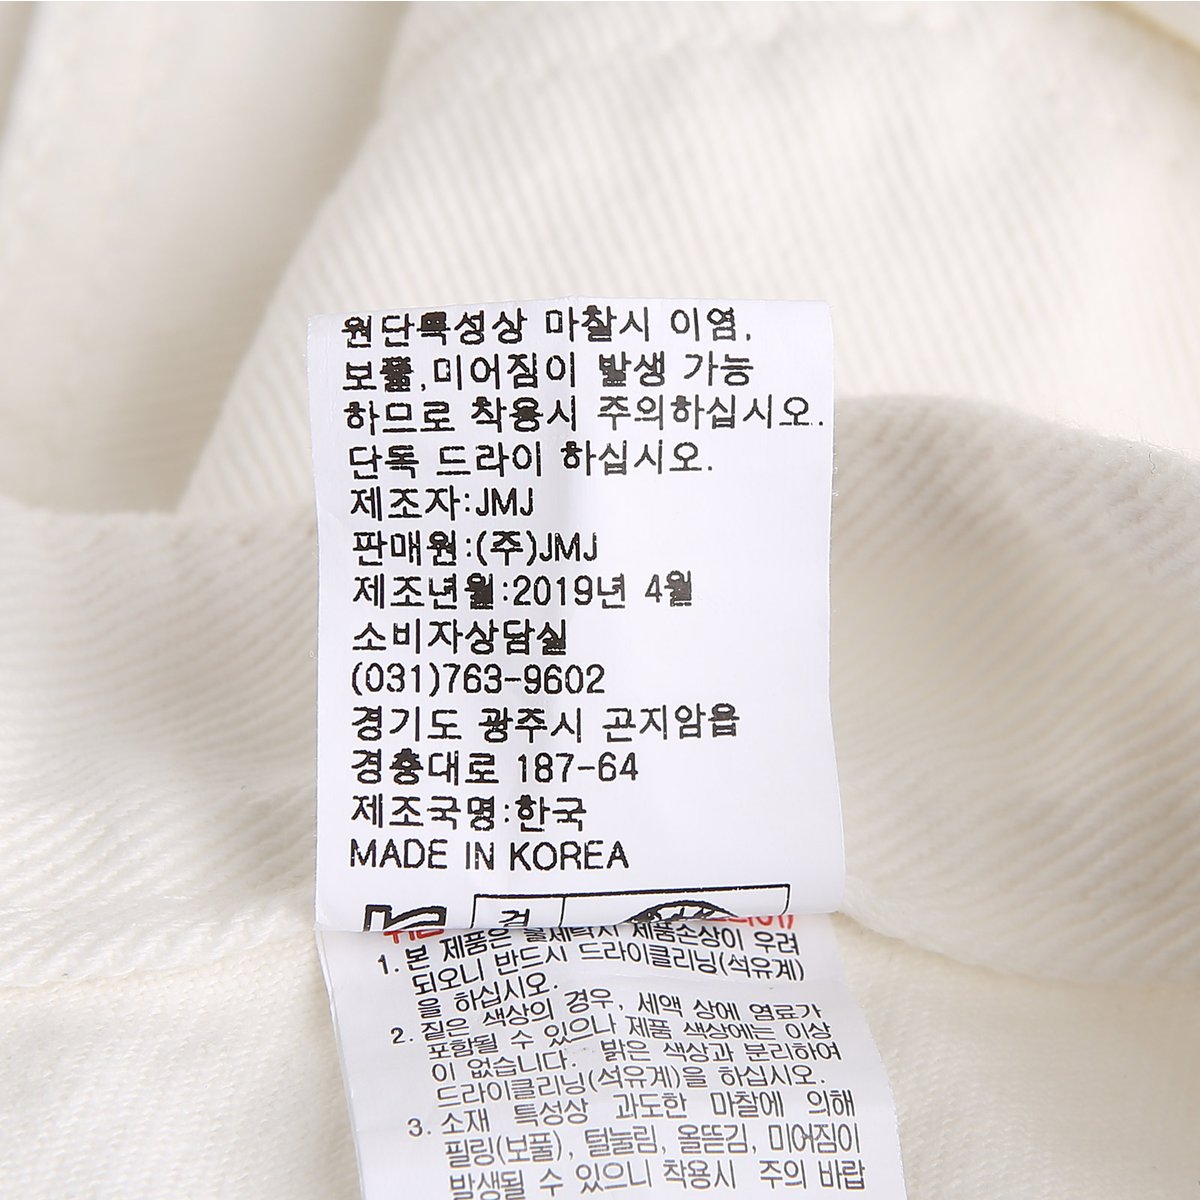 원단특성상 마찰시 이염,
보풀,미어짐이 발생 가능
하므로 착용시 주의하십시오.
단독 드라이 하십시오.
제조자:JMJ
판매원:(주)JMJ
제조년월:2019년 4월
소비자상담실
(031)763-9602
경기도 광주시 곤지암읍
경충대로 187-64
제조국명:한국
MADE IN KOREA
1. 본 제품은 물세탁시 제품손상이 우려
되오니 반드시 드라이클리닝(석유계)
을 하십시오.
2. 짙은 색상의 경우, 세액 상에 염료가
포함될 수 있으나 제품 색상에는 이상
이 없습니다. 밝은 색상과 분리하여
드라이클리닝(석유계)을 하십시오.
3. 소재 특성상 과도한 마찰에 의해
필링(보풀), 털눌림, 올뜯김, 미어짐이
발생될 수 있으니 착용시 주의 바랍